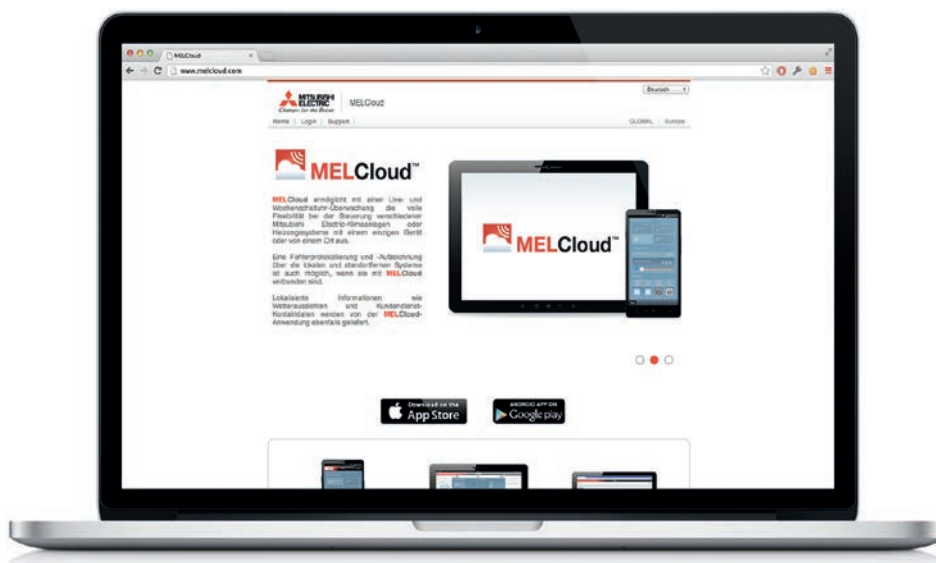 MELCloud
www.melcloud.com
Deutsch
MITSUBISHI
ELECTRIC
Changes for the Better
MELCloud
Home | Login | Support
GLOBAL Europe
MELCloud™
MELCloud ermöglicht mit einer Live- und
Wochenschaltuhr-Überwachung die volle
Flexibilität bei der Steuerung verschiedener
Mitsubishi Electric-Klimaanlagen oder
Heizungssysteme mit einem einzigen Gerät
oder von einem Ort aus.
Eine Fehlerprotokollierung und -Aufzeichnung
über die lokalen und standortfernen Systeme
ist auch möglich, wenn sie mit MELCloud
verbunden sind.
Lokalisierte Informationen wie
Wetteraussichten und Kundendienst-
Kontaktdaten werden von der MELCloud-
Anwendung ebenfalls geliefert.
MELCloud™
Download on the
App Store
ANDROID APP ON
Google play